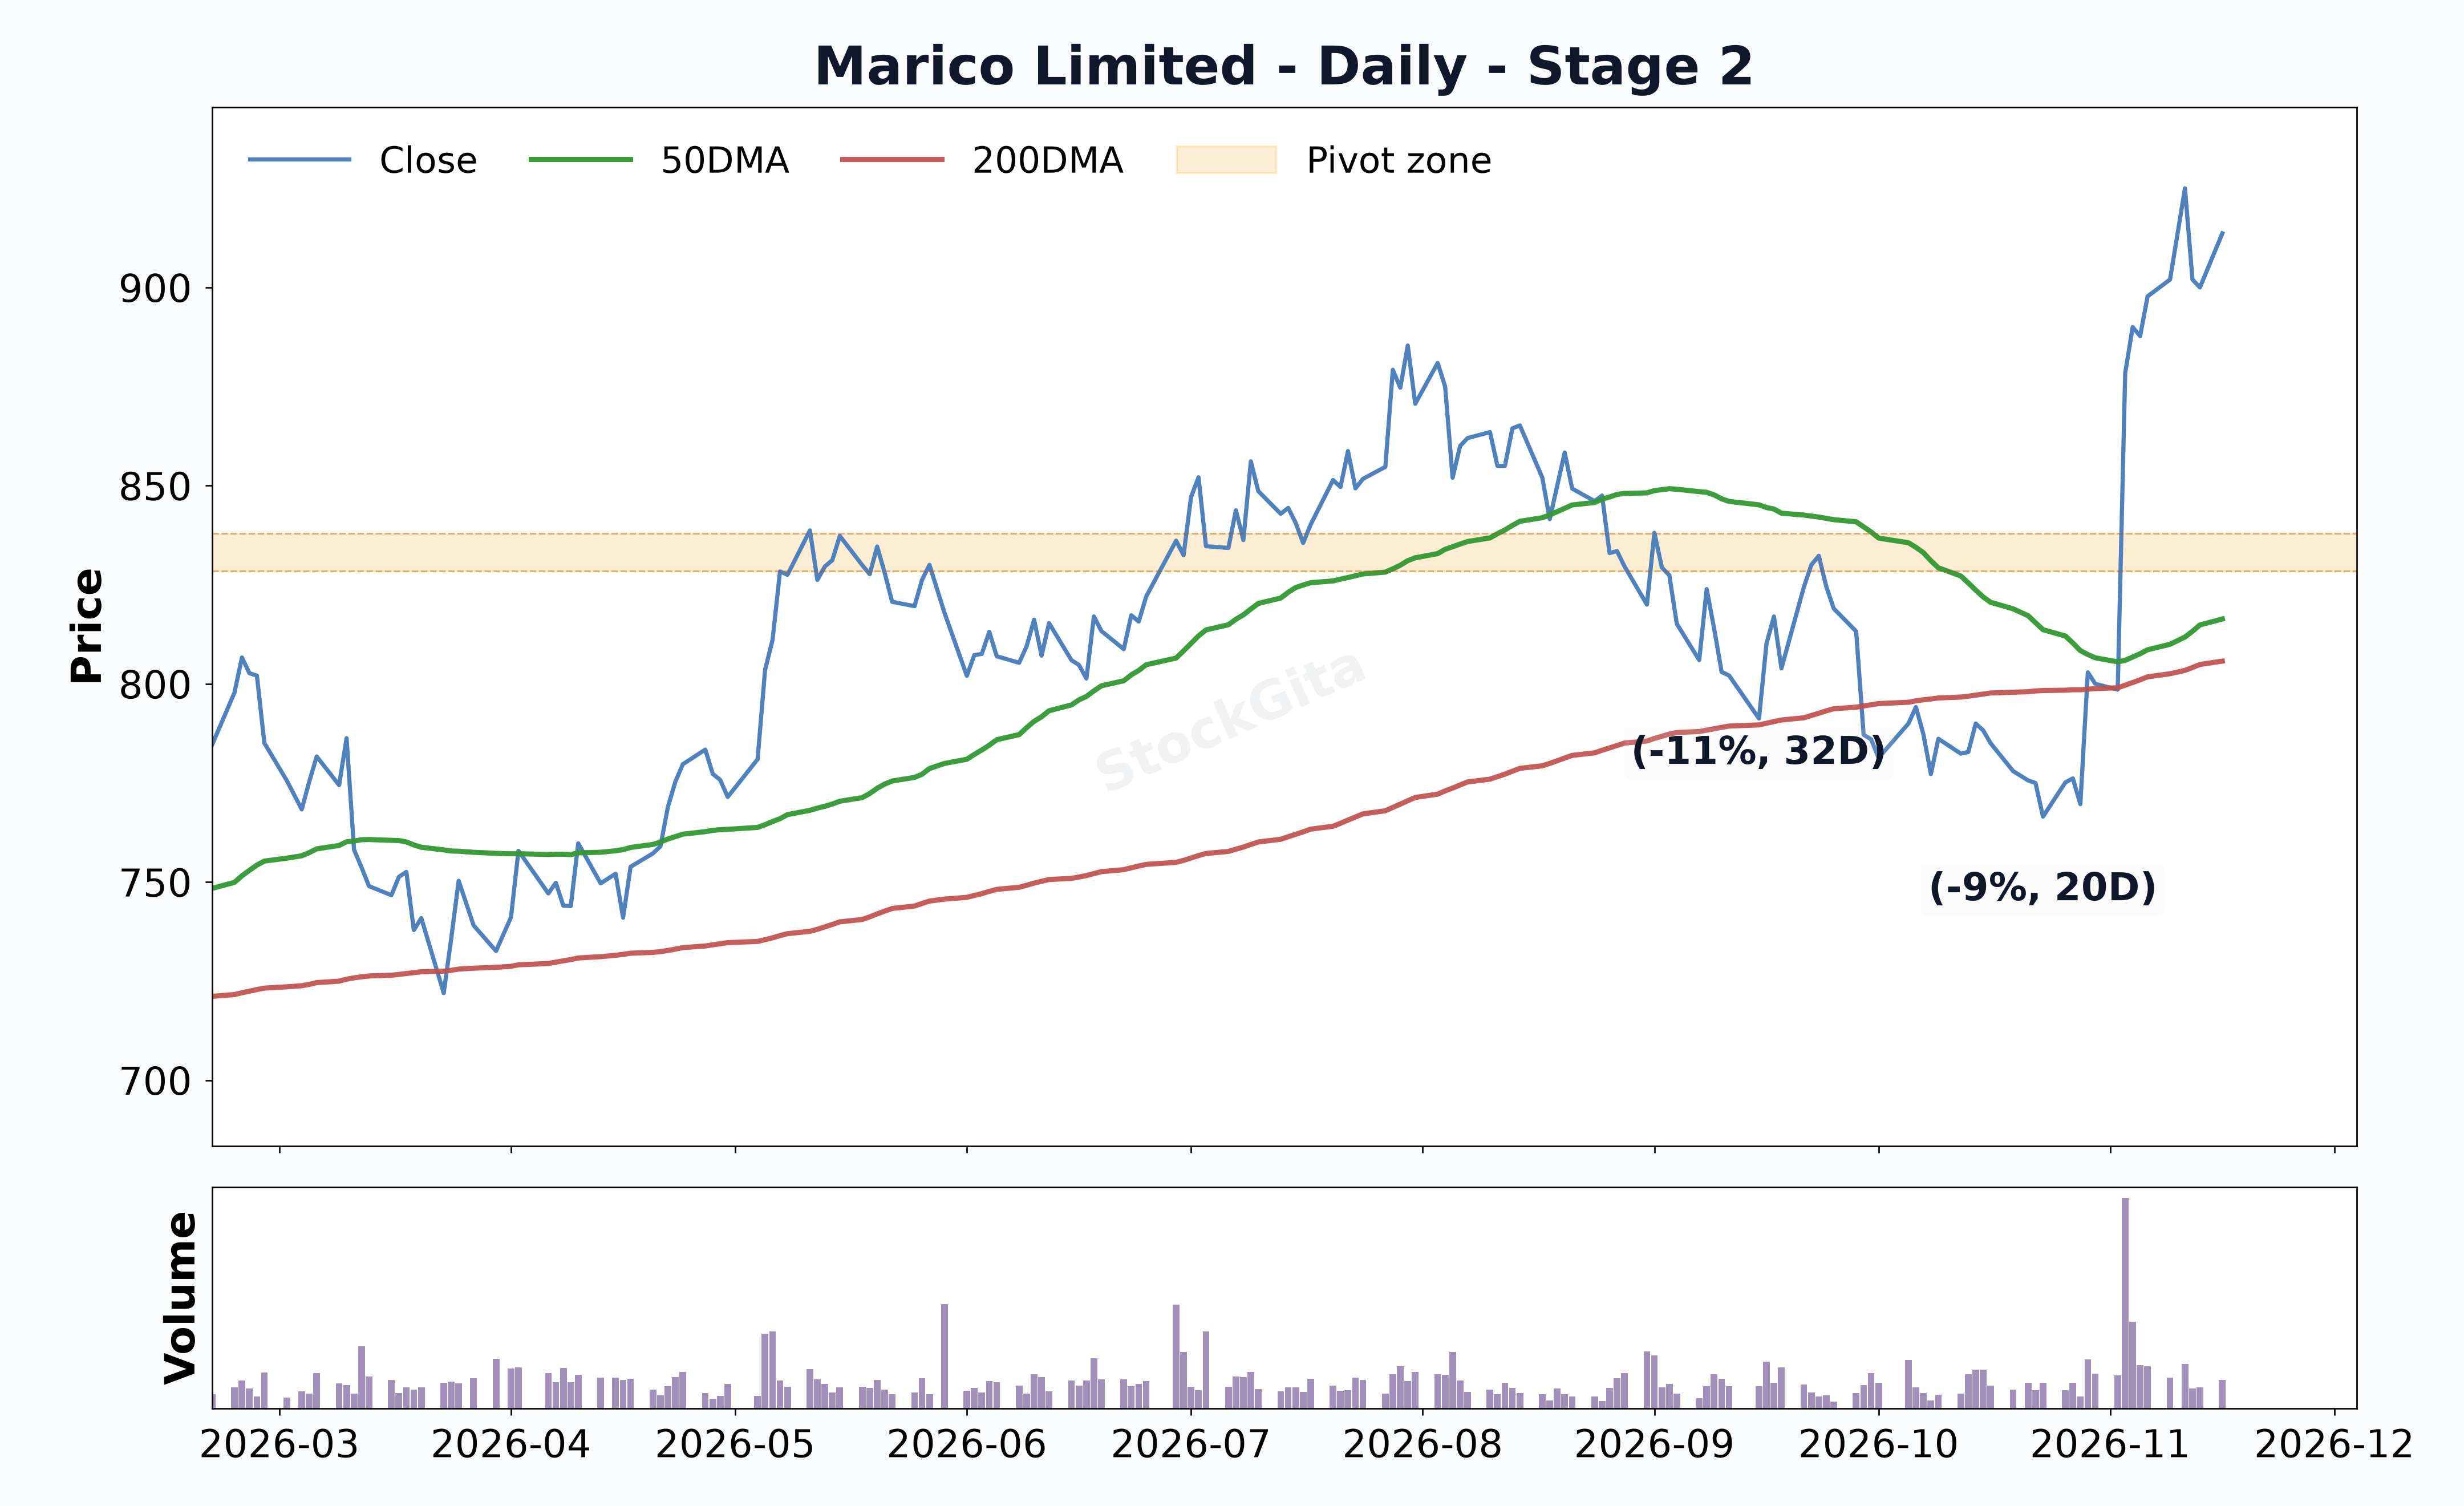 Marico Limited - Daily - Stage 2
Close 50DMA 200DMA Pivot zone
900
850
800
750
700
Price
StockGita
(-11%, 32D)
(-9%, 20D)
Volume
2026-03 2026-04 2026-05 2026-06 2026-07 2026-08 2026-09 2026-10 2026-11 2026-12